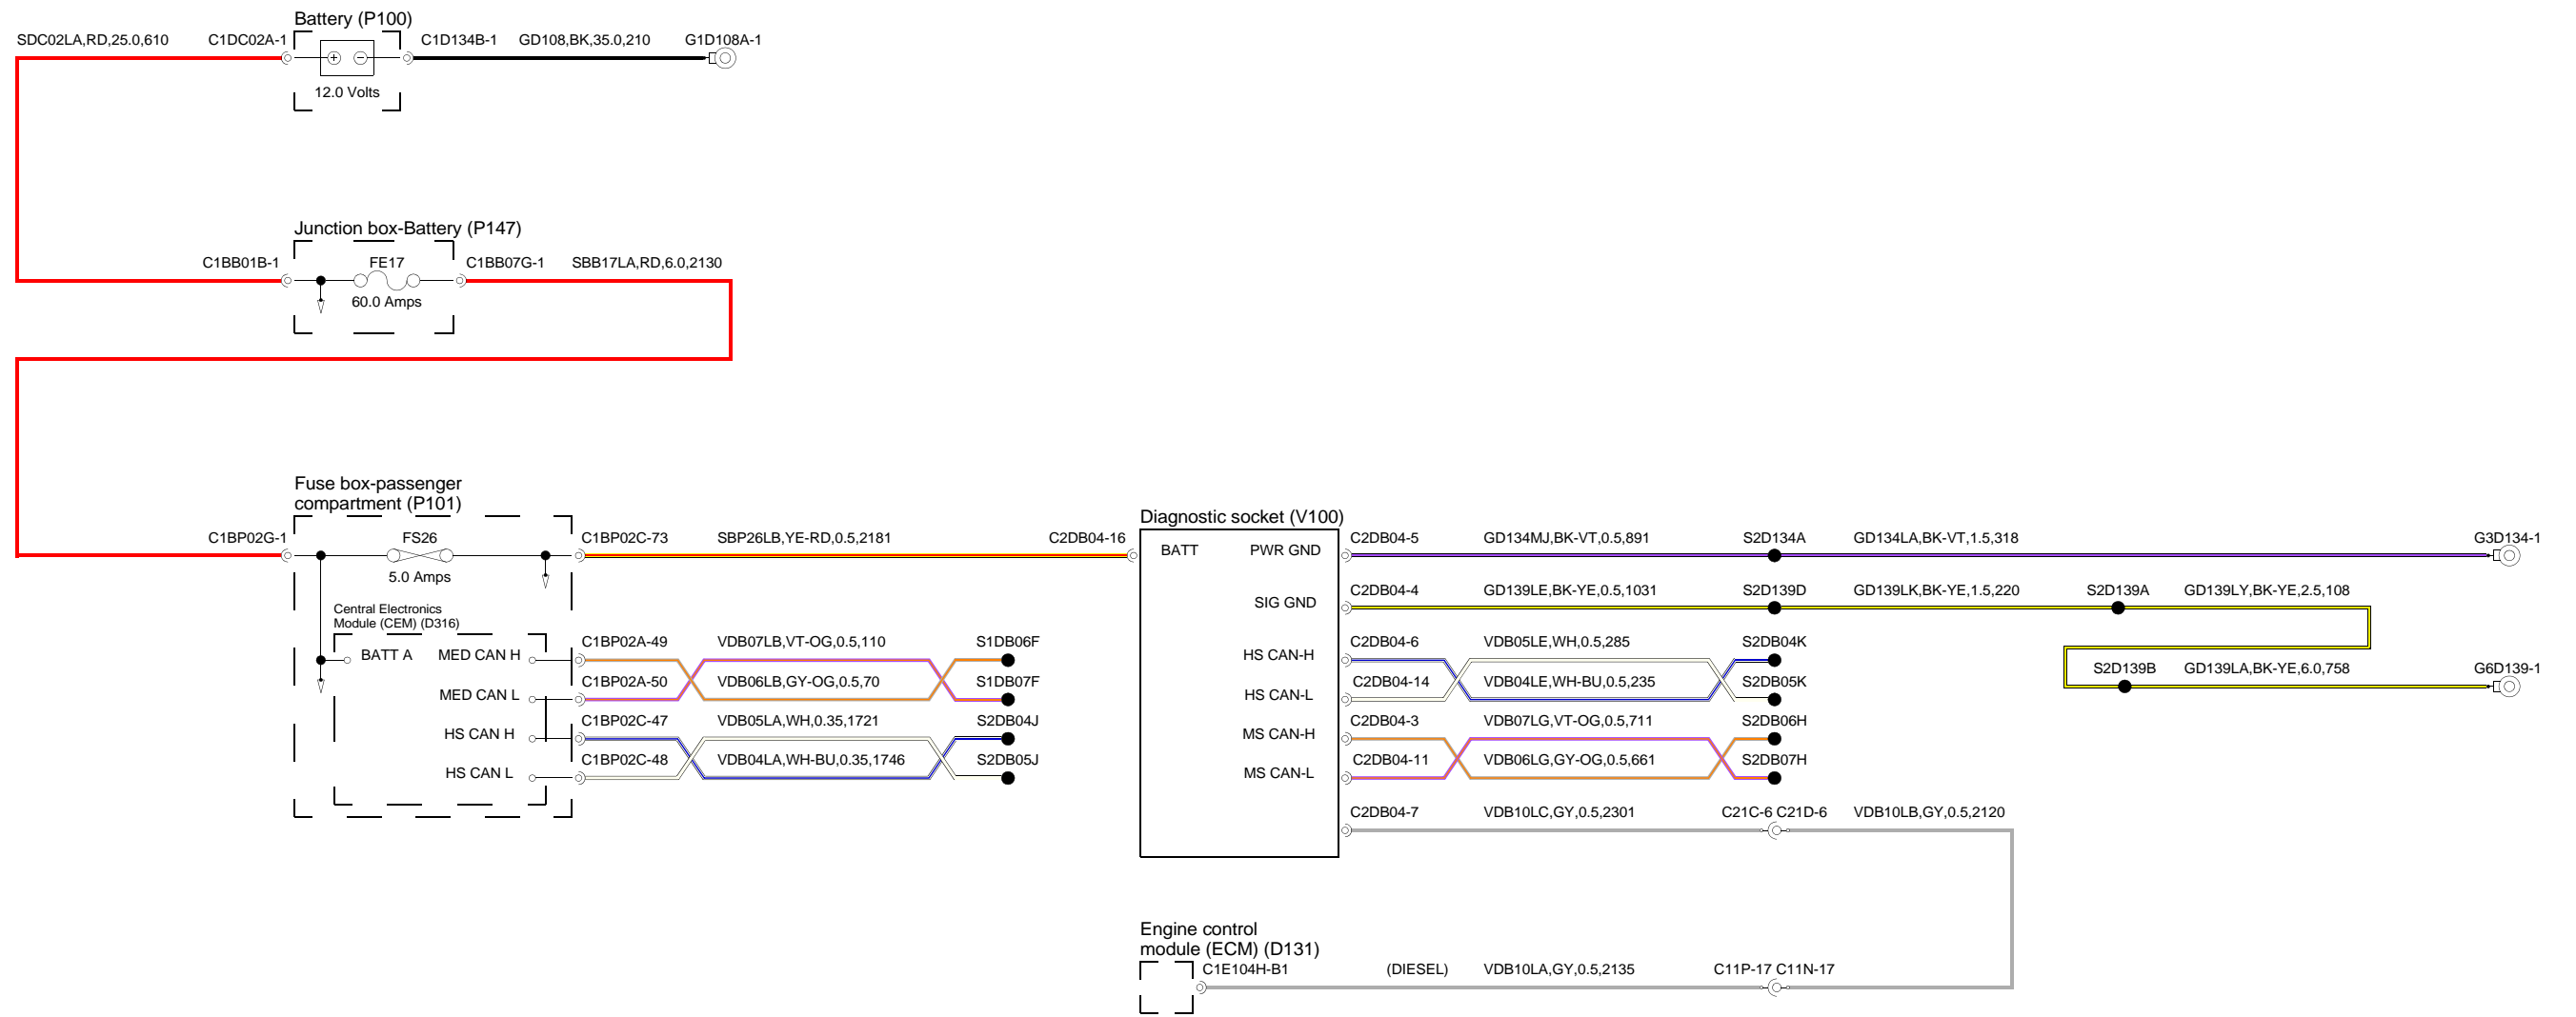 Battery (P100)
SDC02LA,RD,25.0,610
C1DC02A-1
C1D134B-1
GD108,BK,35.0,210
G1D108A-1
12.0 Volts
Junction box-Battery (P147)
C1BB01B-1
FE17
C1BB07G-1
SBB17LA,RD,6.0,2130
60.0 Amps
Fuse box-passenger
compartment (P101)
C1BP02G-1
FS26
5.0 Amps
C1BP02C-73
SBP26LB,YE-RD,0.5,2181
C2DB04-16
Central Electronics
Module (CEM) (D316)
BATT A
MED CAN H
C1BP02A-49
VDB07LB,VT-OG,0.5,110
S1DB06F
MED CAN L
C1BP02A-50
VDB06LB,GY-OG,0.5,70
S1DB07F
HS CAN H
C1BP02C-47
VDB05LA,WH,0.35,1721
S2DB04J
HS CAN L
C1BP02C-48
VDB04LA,WH-BU,0.35,1746
S2DB05J
Diagnostic socket (V100)
BATT
PWR GND
C2DB04-5
GD134MJ,BK-VT,0.5,891
S2D134A
GD134LA,BK-VT,1.5,318
G3D134-1
SIG GND
C2DB04-4
GD139LE,BK-YE,0.5,1031
S2D139D
GD139LK,BK-YE,1.5,220
S2D139A
GD139LY,BK-YE,2.5,108
HS CAN-H
C2DB04-6
VDB05LE,WH,0.5,285
S2DB04K
S2D139B
GD139LA,BK-YE,6.0,758
G6D139-1
HS CAN-L
C2DB04-14
VDB04LE,WH-BU,0.5,235
S2DB05K
MS CAN-H
C2DB04-3
VDB07LG,VT-OG,0.5,711
S2DB06H
MS CAN-L
C2DB04-11
VDB06LG,GY-OG,0.5,661
S2DB07H
C2DB04-7
VDB10LC,GY,0.5,2301
C21C-6 C21D-6
VDB10LB,GY,0.5,2120
Engine control
module (ECM) (D131)
C1E104H-B1
(DIESEL)
VDB10LA,GY,0.5,2135
C11P-17 C11N-17